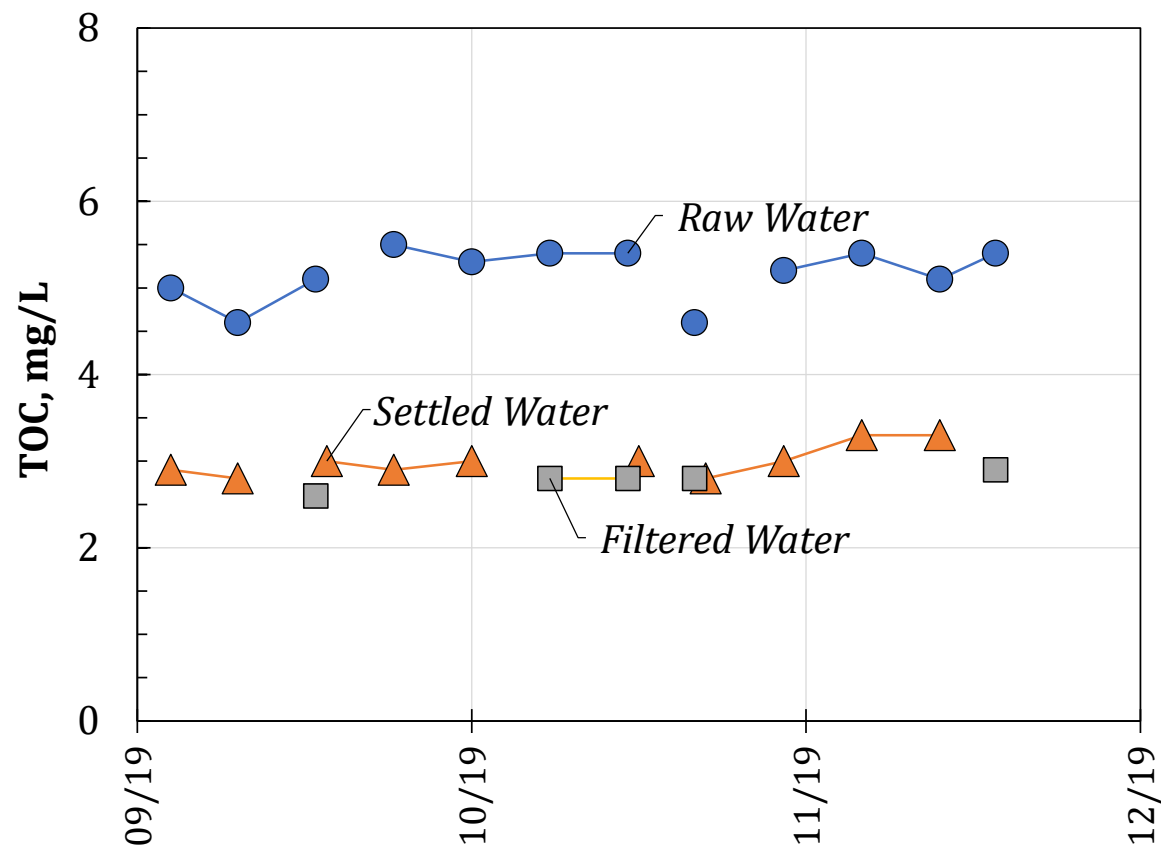 TOC, mg/L
8
6
4
2
0
Raw Water
Settled Water
Filtered Water
09/19
10/19
11/19
12/19